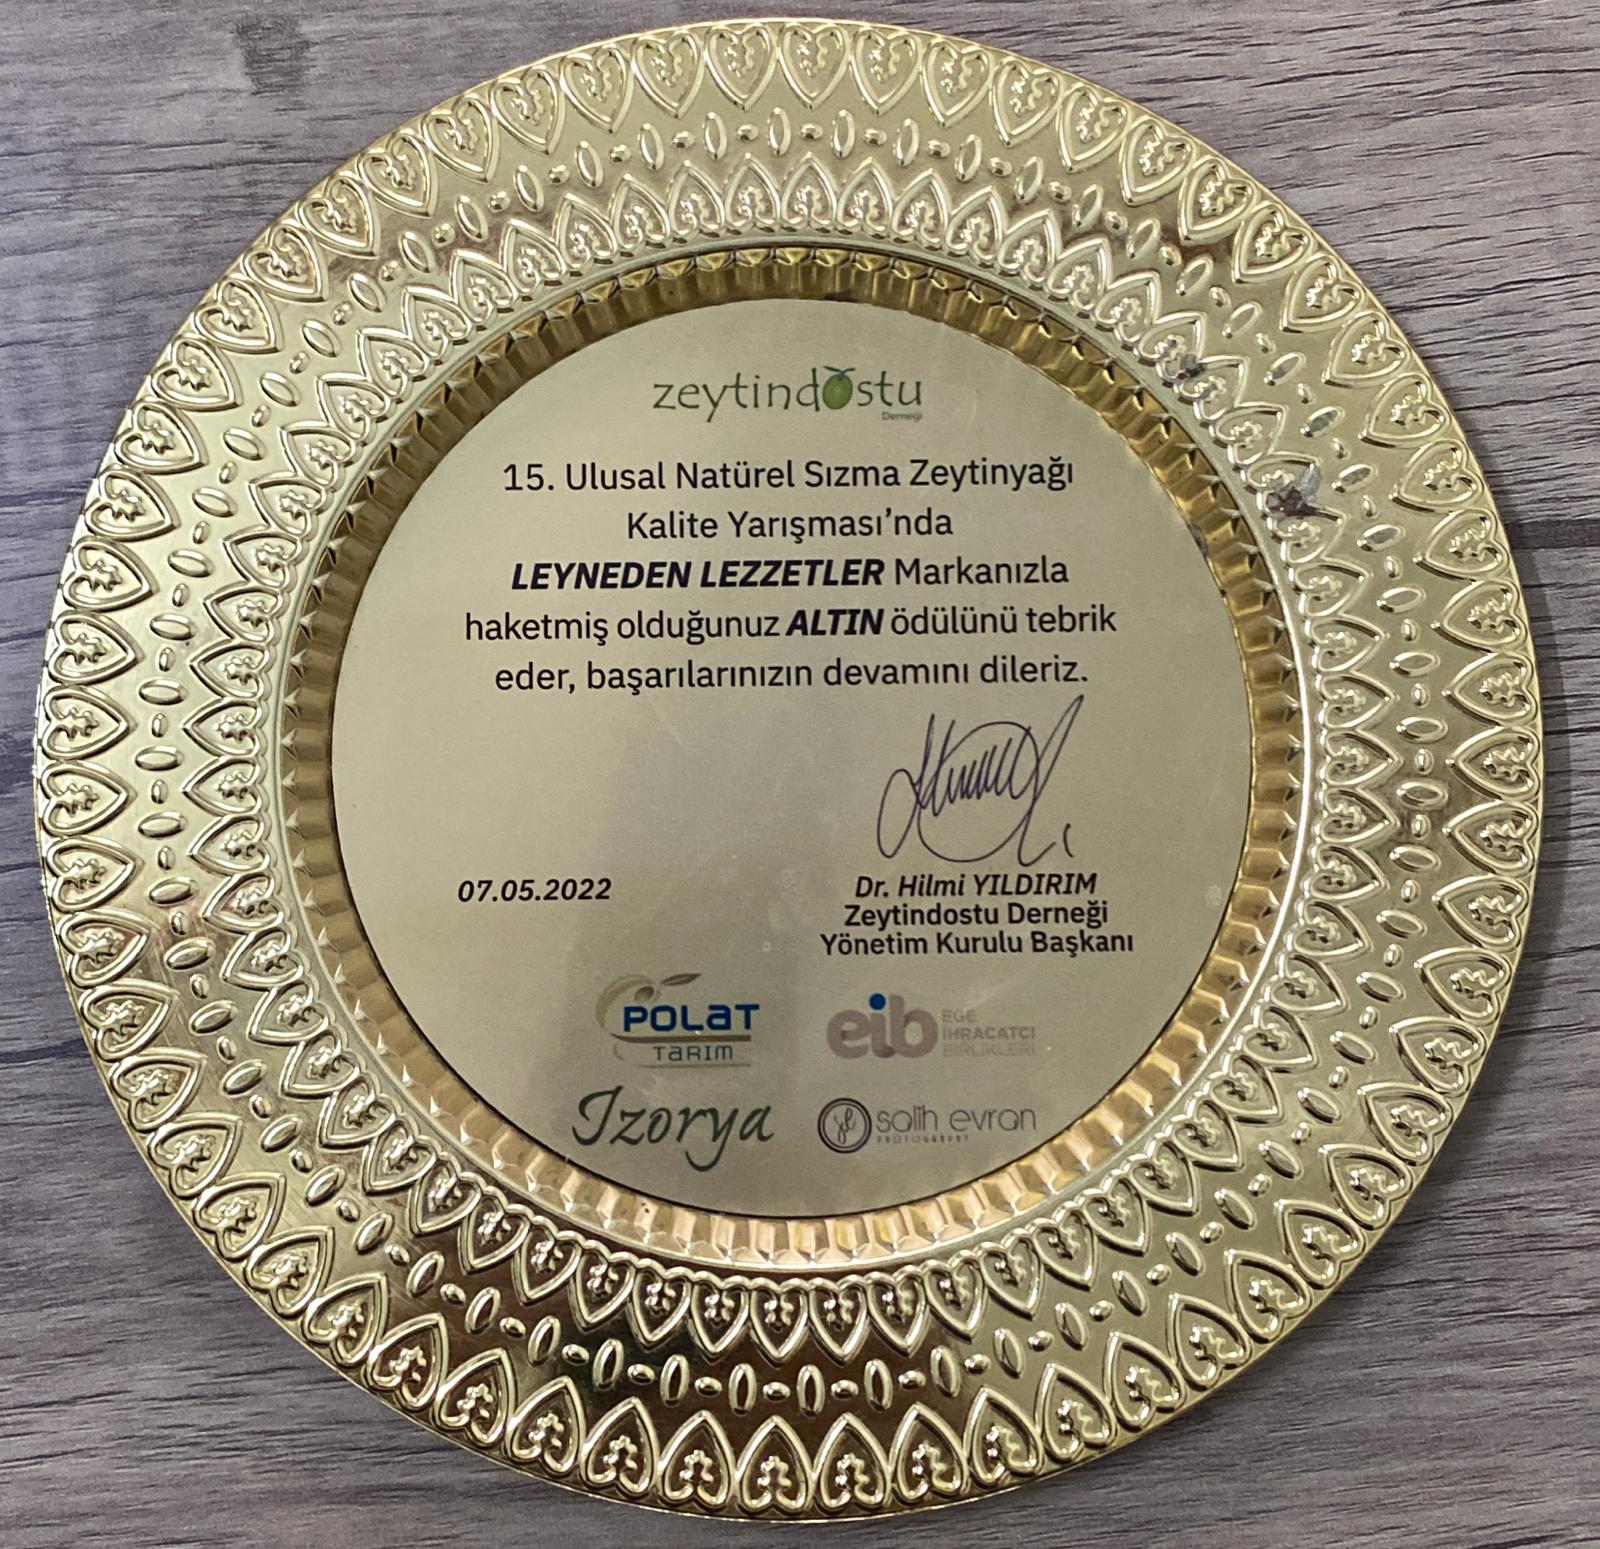 zeytindostu
Derneği
15. Ulusal Natürel Sızma Zeytinyağı
Kalite Yarışması'nda
LEYNEDEN LEZZETLER Markanızla
haketmiş olduğunuz ALTIN ödülünü tebrik
eder, başarılarınızın devamını dileriz.
07.05.2022
Dr. Hilmi YILDIRIM
Zeytindostu Derneği
Yönetim Kurulu Başkanı
POLAT
TARIM
eib EGE
İHRACATÇI
BİRLİKLERİ
Izorya
salih evran
PHOTOGRAPHY